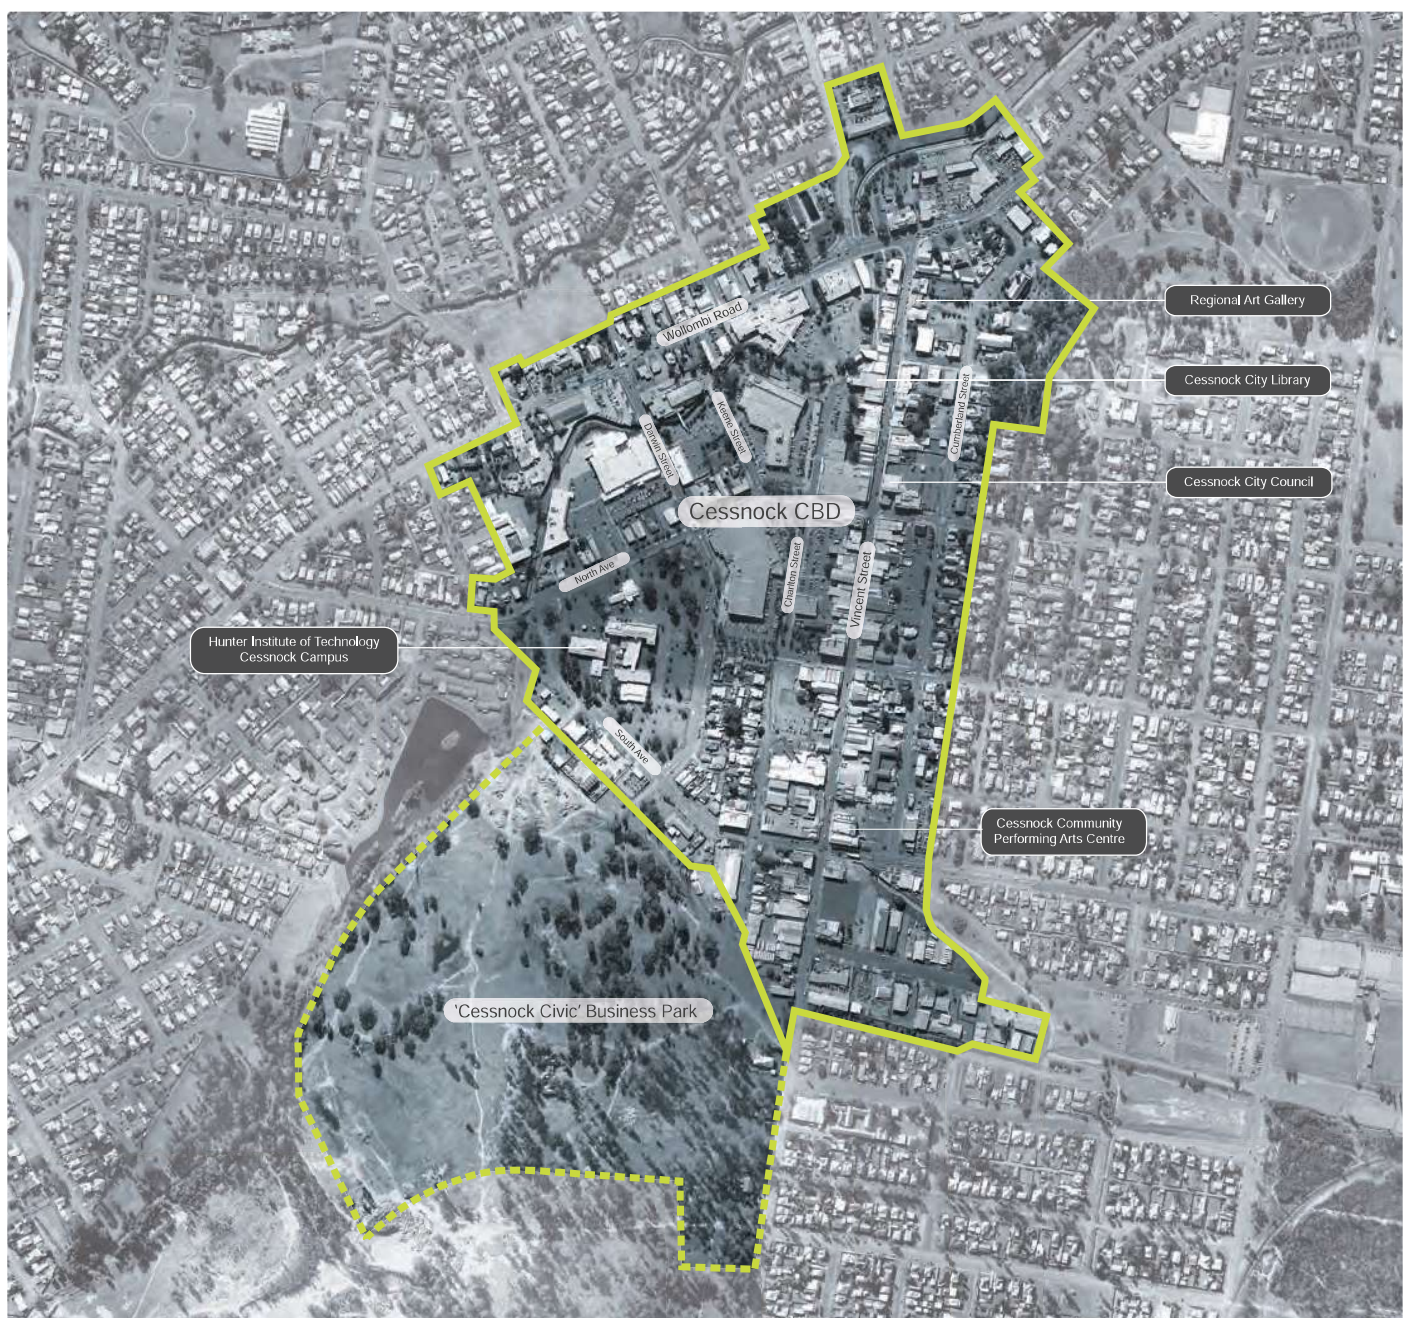 Regional Art Gallery
Wollombi Road
Cessnock City Library
Cumberland Street
Keene Street
Darwin Street
Cessnock City Council
Cessnock CBD
Charlton Street
Vincent Street
North Ave
Hunter Institute of Technology
Cessnock Campus
South Ave
Cessnock Community
Performing Arts Centre
‘Cessnock Civic’ Business Park